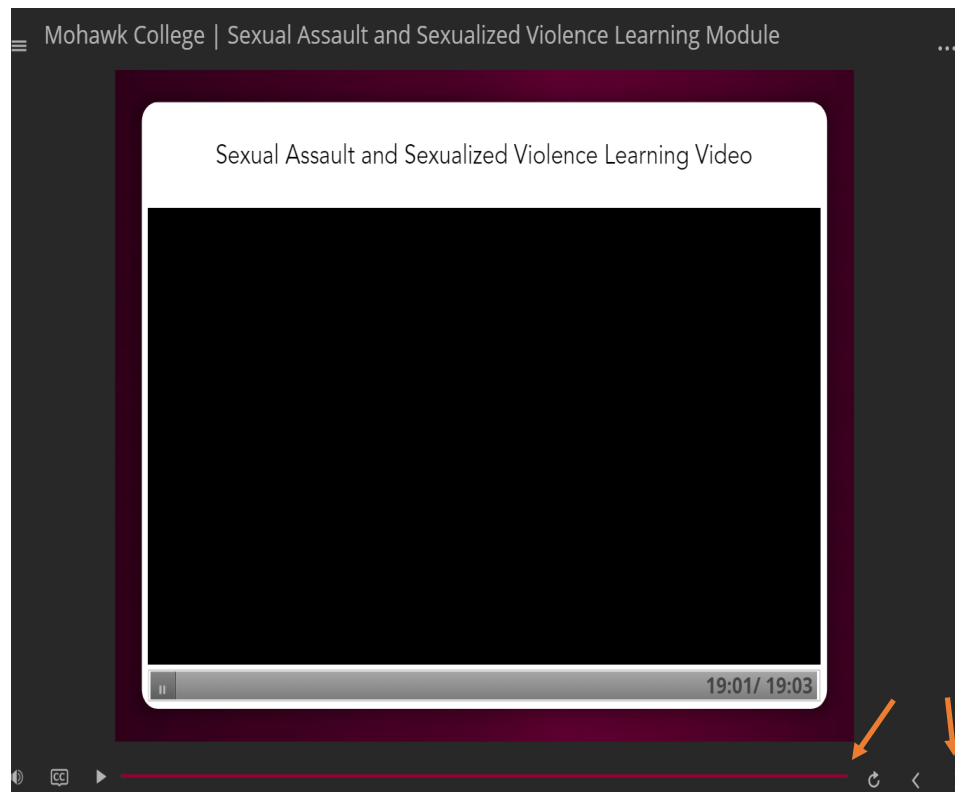 Mohawk College | Sexual Assault and Sexualized Violence Learning Module
Sexual Assault and Sexualized Violence Learning Video
19:01/ 19:03
CC